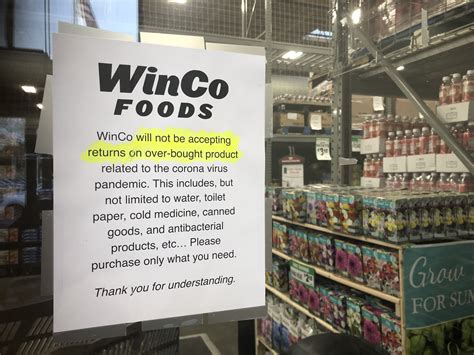 WinCo
FOODS
WinCo will not be accepting
returns on over-bought product
related to the corona virus
pandemic. This includes, but
not limited to water, toilet
paper, cold medicine, canned
goods, and antibacterial
products, etc... Please
purchase only what you need.
Thank you for understanding.
Grow
FOR SUN